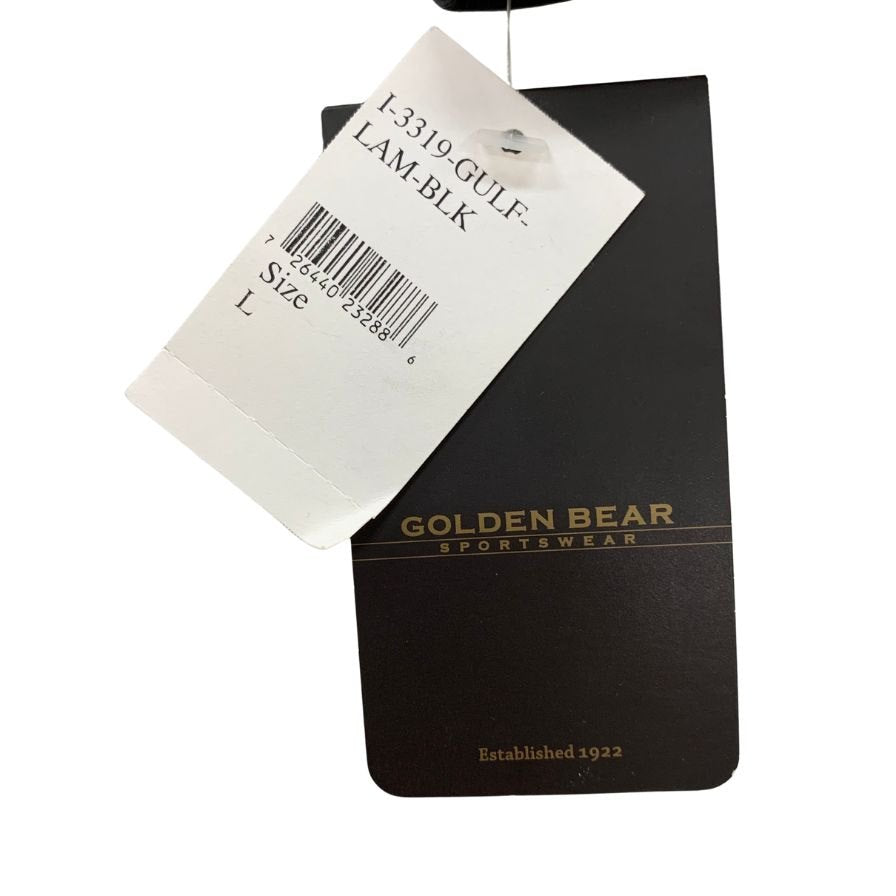 I-3319-GULF-
LAM-BLK
7 26440 23288 6
Size
L
GOLDEN BEAR
SPORTSWEAR
Established 1922